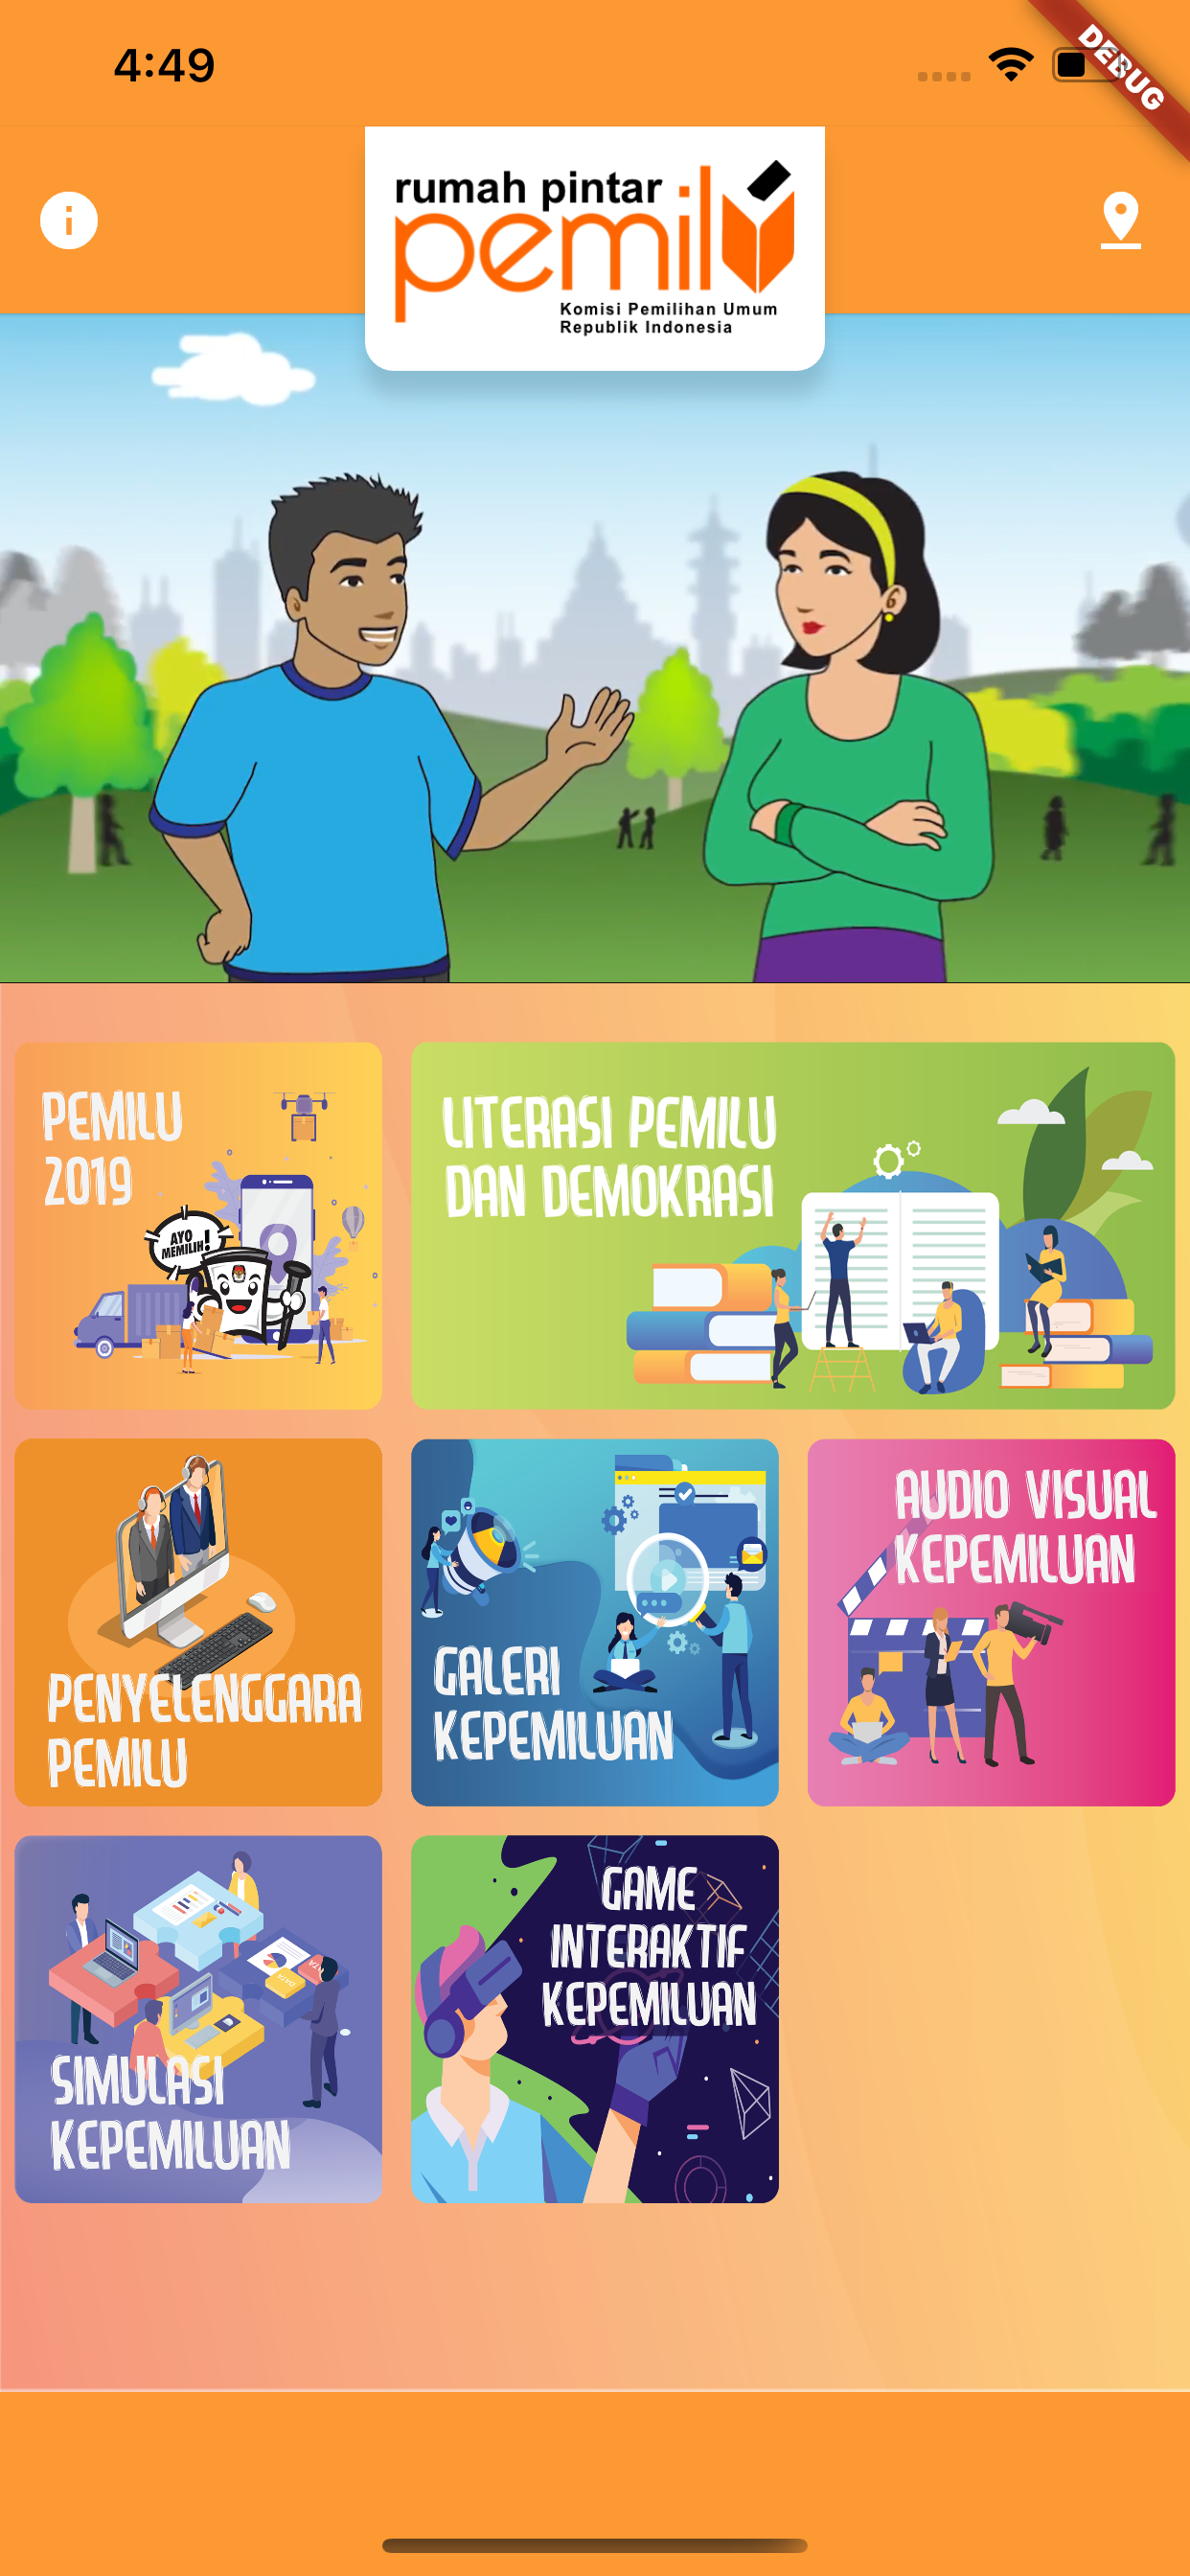 4:49
DEBUG
rumah pintar
pemilu
Komisi Pemilihan Umum
Republik Indonesia
PEMILU
2019
AYO
MEMILIH!
LITERASI PEMILU
DAN DEMOKRASI
PENYELENGGARA
PEMILU
GALERI
KEPEMILUAN
AUDIO VISUAL
KEPEMILUAN
SIMULASI
KEPEMILUAN
DATA
GAME
INTERAKTIF
KEPEMILUAN